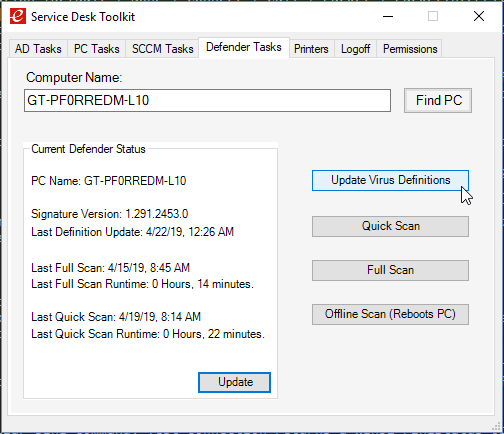 Service Desk Toolkit
AD Tasks PC Tasks SCCM Tasks Defender Tasks Printers Logoff Permissions
Computer Name:
GT-PF0RREDM-L10 Find PC
Current Defender Status
PC Name: GT-PF0RREDM-L10
Update Virus Definitions
Signature Version: 1.291.2453.0
Last Definition Update: 4/22/19, 12:26 AM
Quick Scan
Last Full Scan: 4/15/19, 8:45 AM
Full Scan
Last Full Scan Runtime: 0 Hours, 14 minutes.
Last Quick Scan: 4/19/19, 8:14 AM
Offline Scan (Reboots PC)
Last Quick Scan Runtime: 0 Hours, 22 minutes.
Update